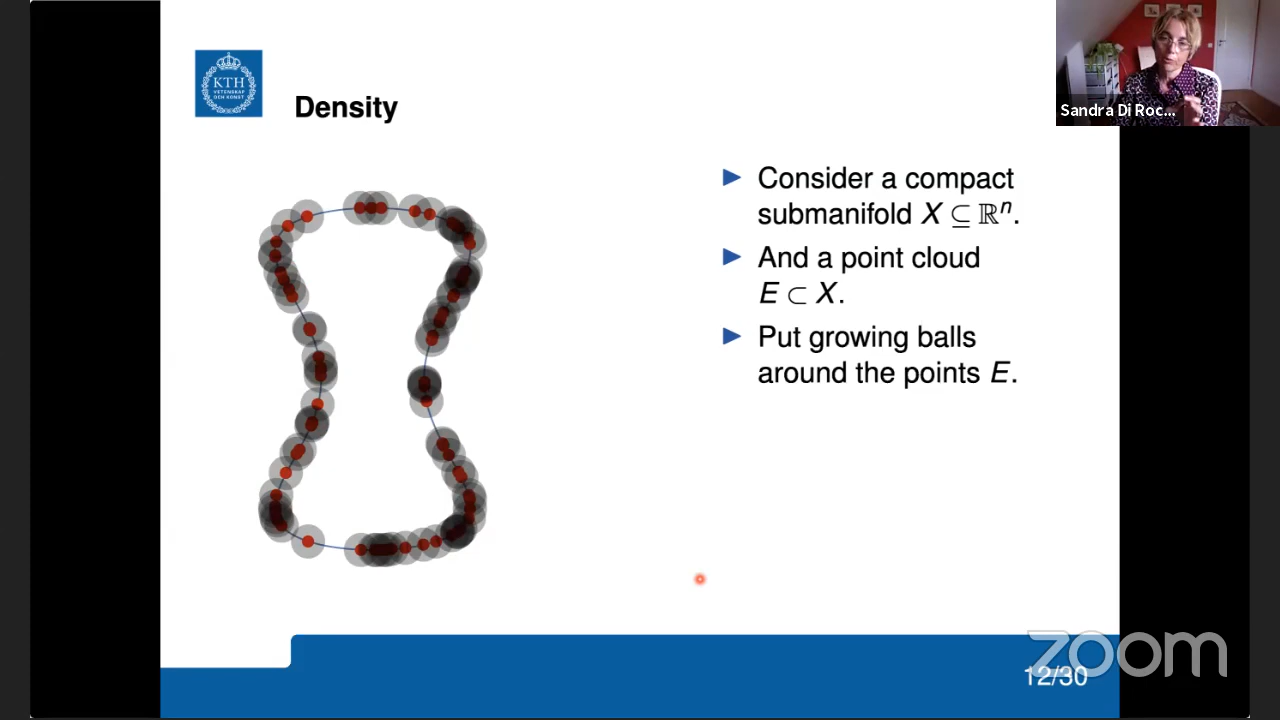 KTH
VETENSKAP
OCH KONST
Density
Sandra Di Roc...
▶ Consider a compact
submanifold X ⊆ ℝⁿ.
▶ And a point cloud
E ⊂ X.
▶ Put growing balls
around the points E.
zoom
12/30